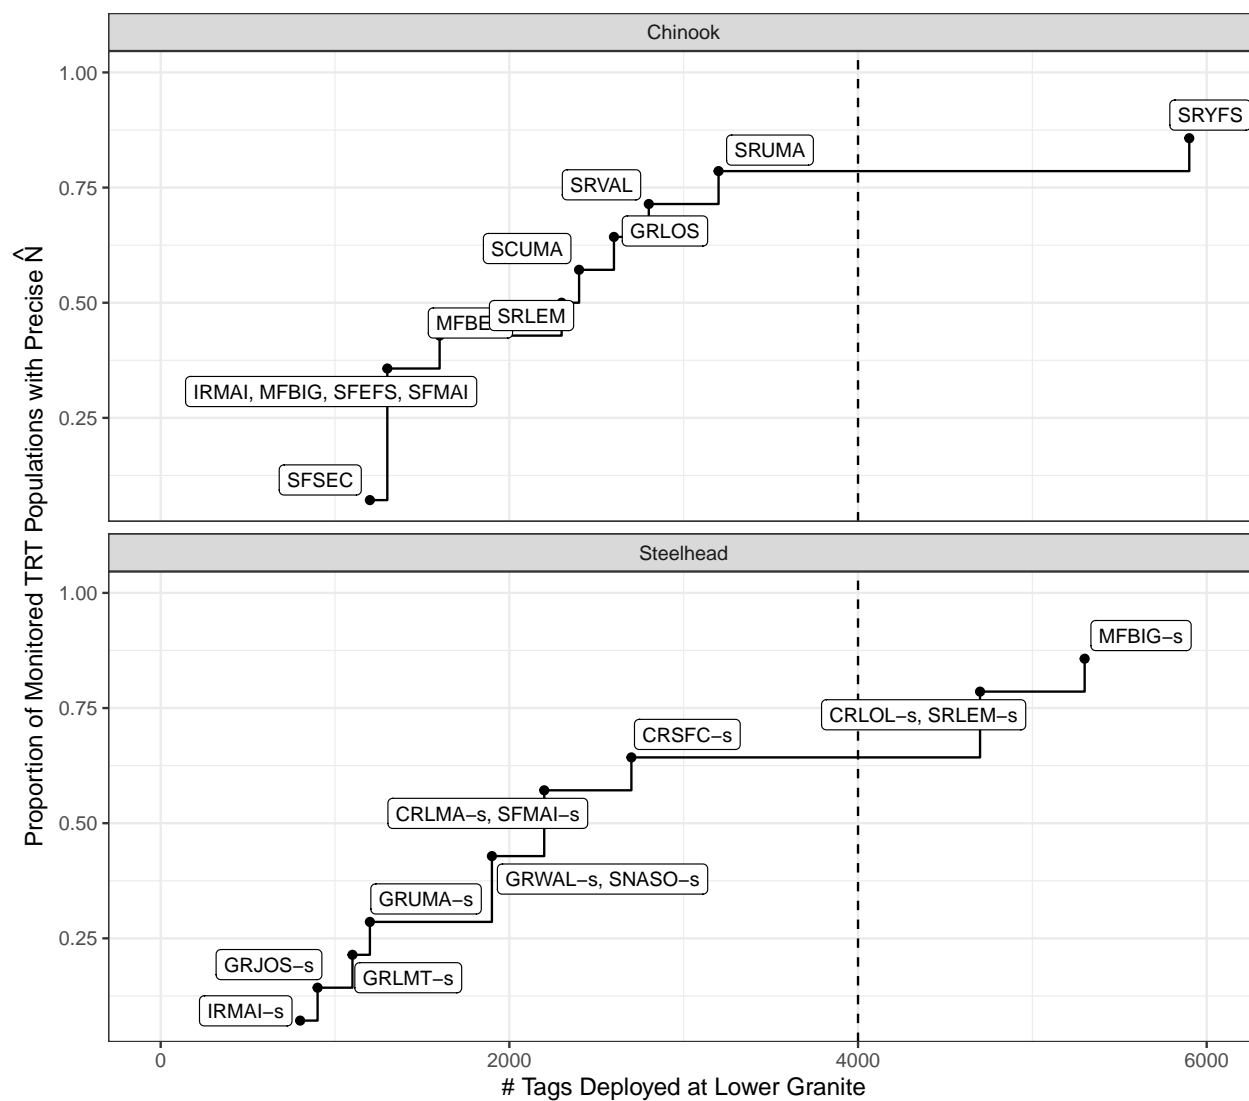 Chinook
1.00
0.75
0.50
0.25
SRYFS
SRUMA
SRVAL
GRLOS
SCUMA
SRLEM
IRMAI, MFBIG, SFEFS, SFMAI
SFSEC
Proportion of Monitored TRT Populations with Precise N̂
Steelhead
1.00
0.75
0.50
0.25
MFBIG−s
CRLOL−s, SRLEM−s
CRSFC−s
CRLMA−s, SFMAI−s
GRWAL−s, SNASO−s
GRUMA−s
GRJOS−s
GRLMT−s
IRMAI−s
0
2000
4000
6000
# Tags Deployed at Lower Granite